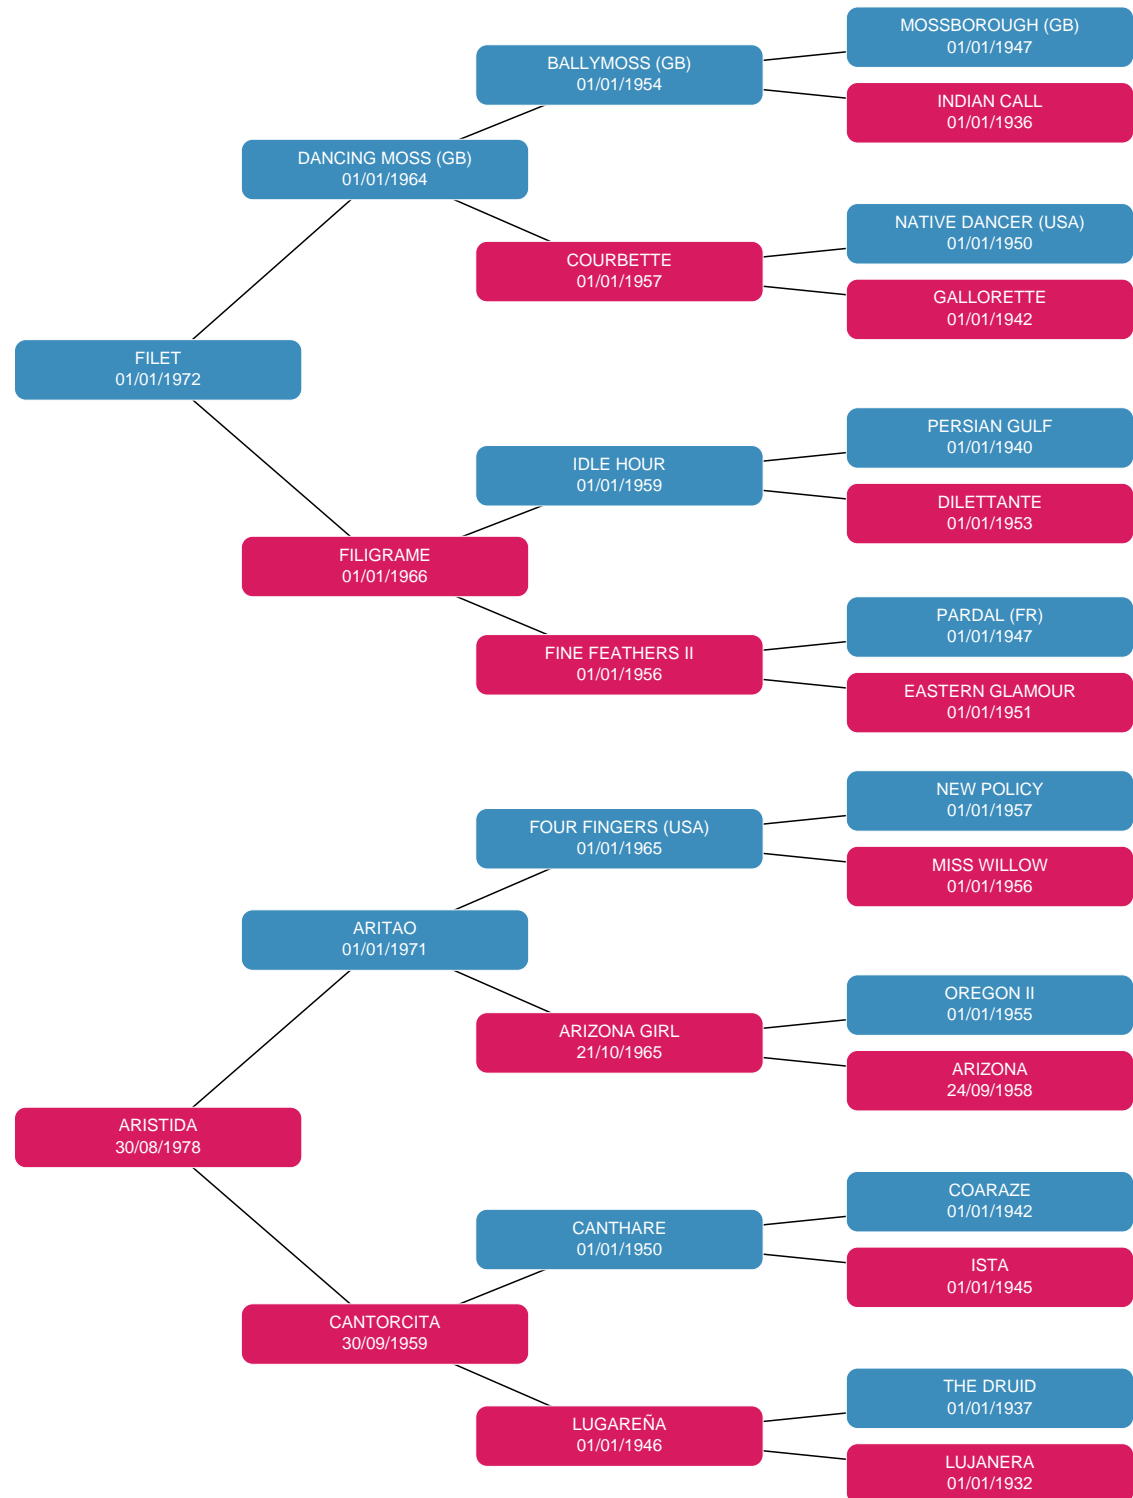 MOSSBOROUGH (GB)
01/01/1947
BALLYMOSS (GB)
01/01/1954
INDIAN CALL
01/01/1936
DANCING MOSS (GB)
01/01/1964
NATIVE DANCER (USA)
01/01/1950
COURBETTE
01/01/1957
GALLORETTE
01/01/1942
FILET
01/01/1972
PERSIAN GULF
01/01/1940
IDLE HOUR
01/01/1959
DILETTANTE
01/01/1953
FILIGRAME
01/01/1966
PARDAL (FR)
01/01/1947
FINE FEATHERS II
01/01/1956
EASTERN GLAMOUR
01/01/1951
NEW POLICY
01/01/1957
FOUR FINGERS (USA)
01/01/1965
MISS WILLOW
01/01/1956
ARITAO
01/01/1971
OREGON II
01/01/1955
ARIZONA GIRL
21/10/1965
ARIZONA
24/09/1958
ARISTIDA
30/08/1978
COARAZE
01/01/1942
CANTHARE
01/01/1950
ISTA
01/01/1945
CANTORCITA
30/09/1959
THE DRUID
01/01/1937
LUGAREÑA
01/01/1946
LUJANERA
01/01/1932